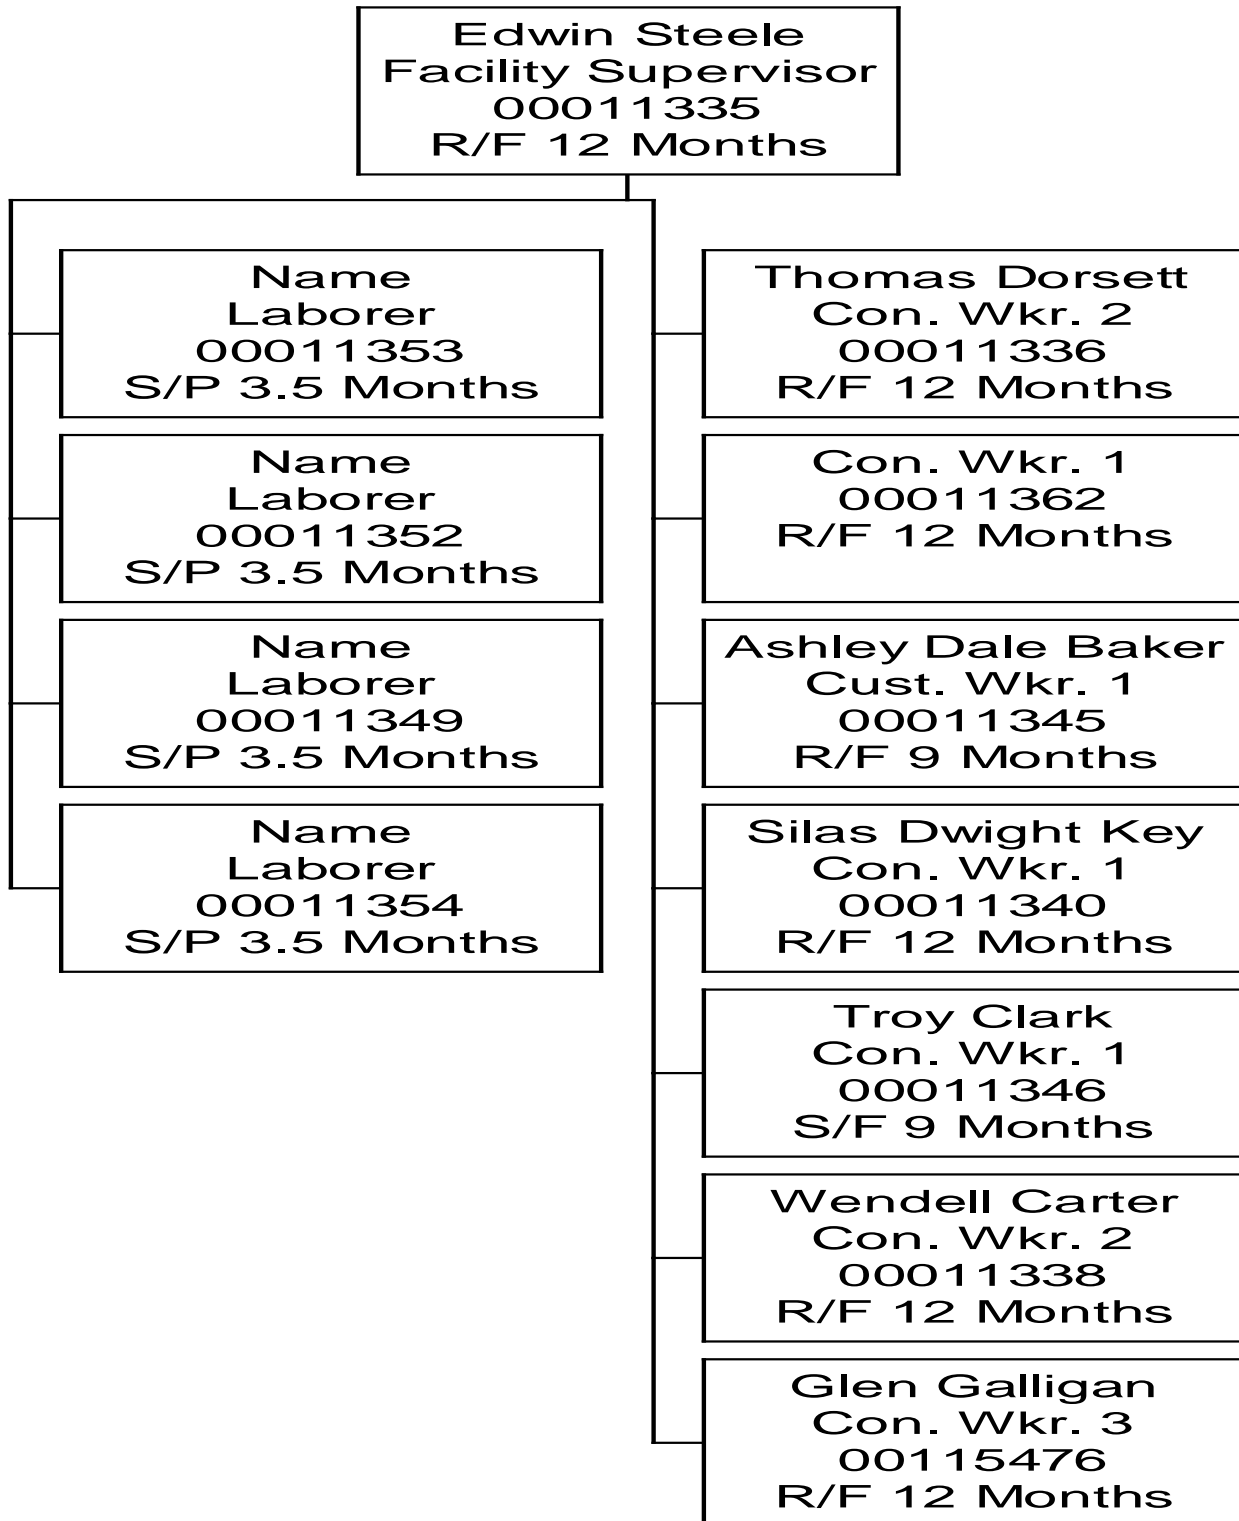 Edwin Steele
Facility Supervisor
00011335
R/F 12 Months
Name
Laborer
00011353
S/P 3.5 Months
Name
Laborer
00011352
S/P 3.5 Months
Name
Laborer
00011349
S/P 3.5 Months
Name
Laborer
00011354
S/P 3.5 Months
Thomas Dorsett
Con. Wkr. 2
00011336
R/F 12 Months
Con. Wkr. 1
00011362
R/F 12 Months
Ashley Dale Baker
Cust. Wkr. 1
00011345
R/F 9 Months
Silas Dwight Key
Con. Wkr. 1
00011340
R/F 12 Months
Troy Clark
Con. Wkr. 1
00011346
S/F 9 Months
Wendell Carter
Con. Wkr. 2
00011338
R/F 12 Months
Glen Galligan
Con. Wkr. 3
00115476
R/F 12 Months